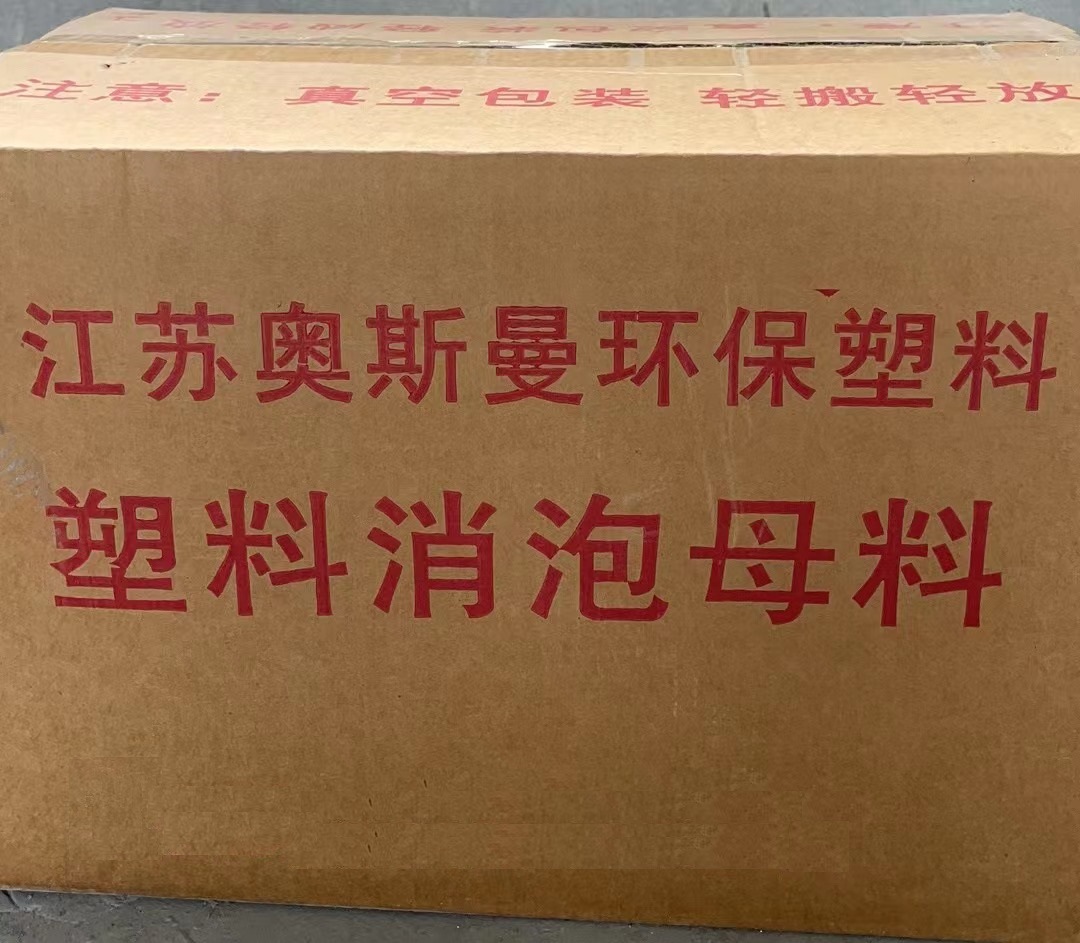 注意：真空包装 轻搬轻放
江苏奥斯曼环保塑料
塑料消泡母料